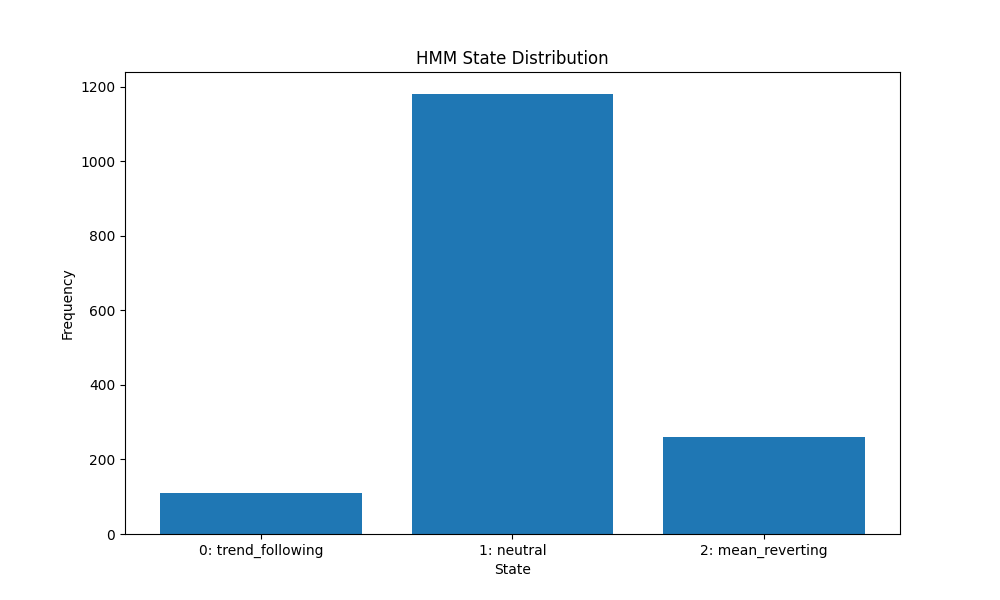 HMM State Distribution
1200
1000
800
600
400
200
0
Frequency
0: trend_following
1: neutral
2: mean_reverting
State